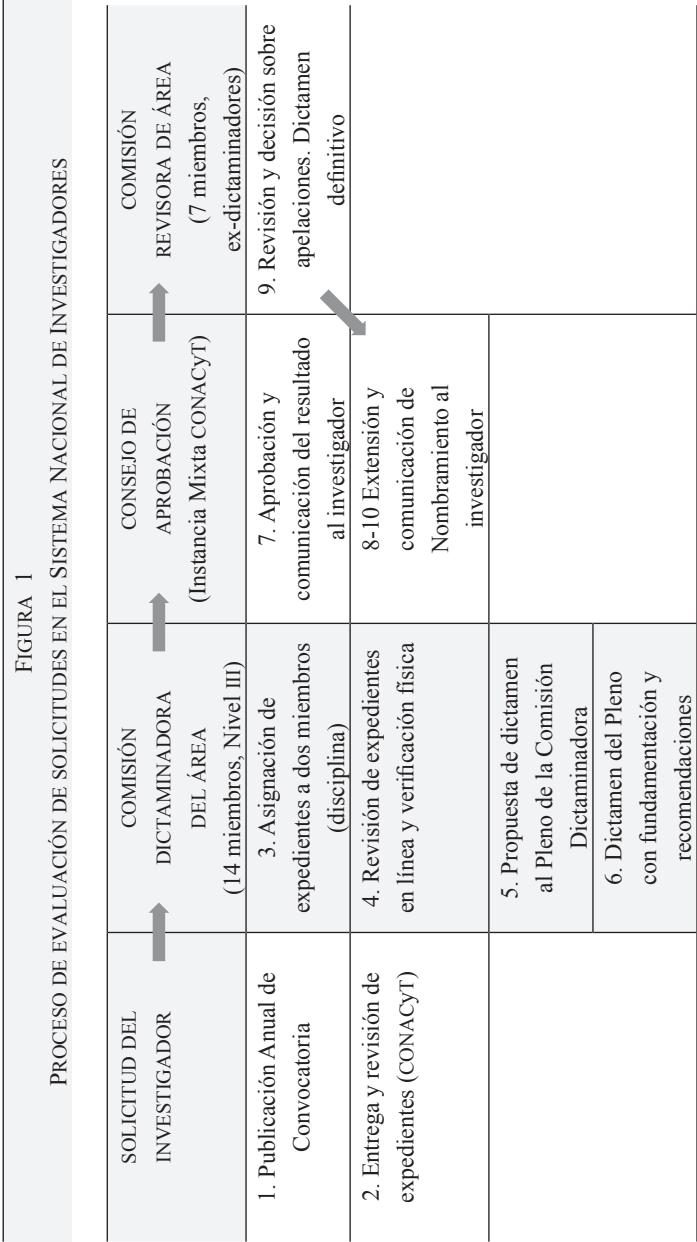 FIGURA 1
PROCESO DE EVALUACIÓN DE SOLICITUDES EN EL SISTEMA NACIONAL DE INVESTIGADORES
SOLICITUD DEL
INVESTIGADOR
COMISIÓN
DICTAMINADORA
DEL ÁREA
(14 miembros, Nivel III)
CONSEJO DE
APROBACIÓN
(Instancia Mixta CONACyT)
COMISIÓN
REVISORA DE ÁREA
(7 miembros,
ex-dictaminadores)
1. Publicación Anual de
Convocatoria
3. Asignación de
expedientes a dos miembros
(disciplina)
7. Aprobación y
comunicación del resultado
al investigador
9. Revisión y decisión sobre
apelaciones. Dictamen
definitivo
2. Entrega y revisión de
expedientes (CONACyT)
4. Revisión de expedientes
en línea y verificación física
8-10 Extensión y
comunicación de
Nombramiento al
investigador
5. Propuesta de dictamen
al Pleno de la Comisión
Dictaminadora
6. Dictamen del Pleno
con fundamentación y
recomendaciones